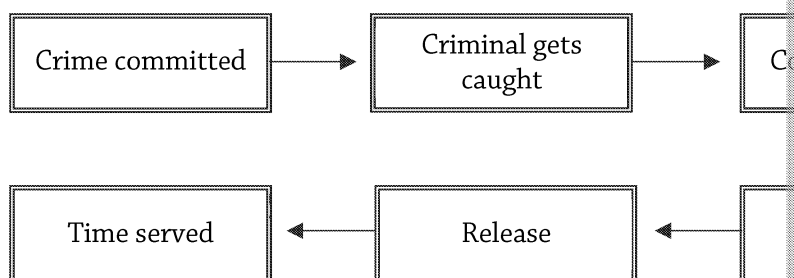 Crime committed
Criminal gets
caught
Time served
Release